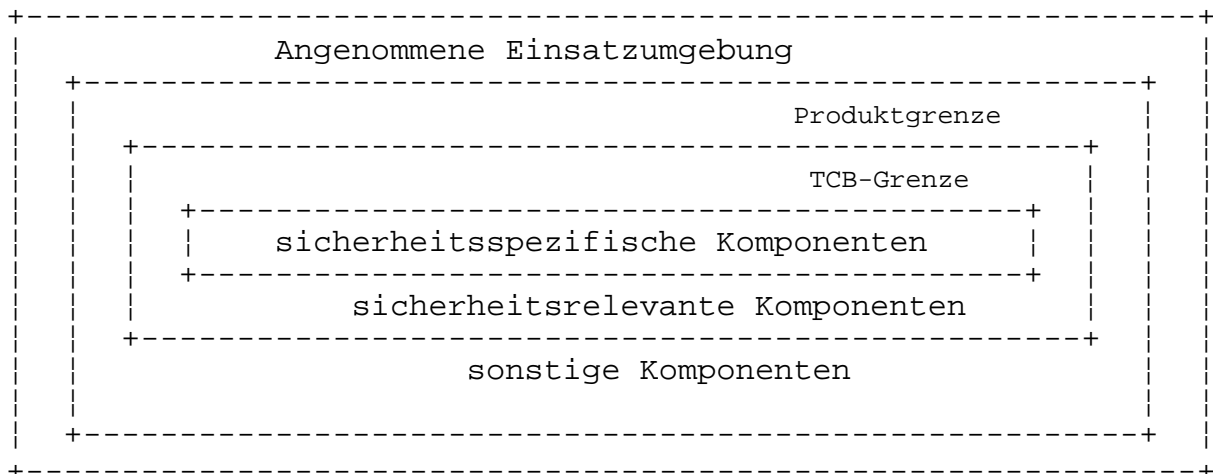 Angenommene Einsatzumgebung
Produktgrenze
TCB-Grenze
sicherheitsspezifische Komponenten
sicherheitsrelevante Komponenten
sonstige Komponenten